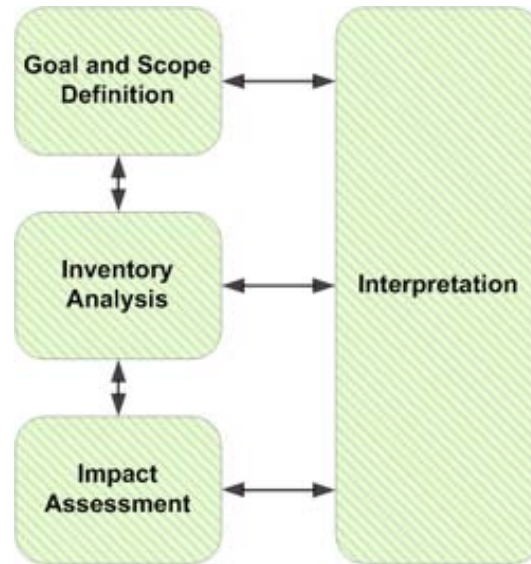 Goal and Scope
Definition
Inventory
Analysis
Interpretation
Impact
Assessment